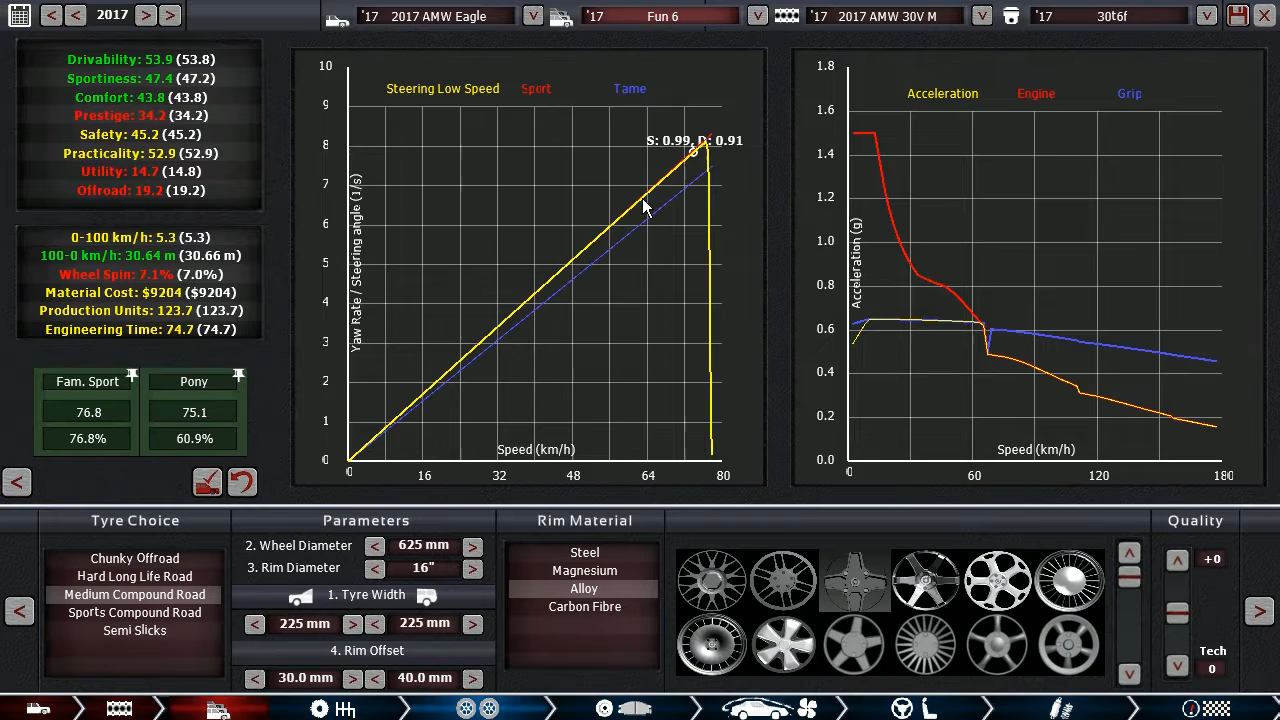 2017
'17 2017 AMW Eagle
'17 Fun 6
'17 2017 AMW 30V M
'17 30t6f
Drivability: 53.9 (53.8)
Sportiness: 47.4 (47.2)
Comfort: 43.8 (43.8)
Prestige: 34.2 (34.2)
Safety: 45.2 (45.2)
Practicality: 52.9 (52.9)
Utility: 14.7 (14.8)
Offroad: 19.2 (19.2)
0-100 km/h: 5.3 (5.3)
100-0 km/h: 30.64 m (30.66 m)
Wheel Spin: 7.1% (7.0%)
Material Cost: $9204 ($9204)
Production Units: 123.7 (123.7)
Engineering Time: 74.7 (74.7)
Fam. Sport Pony
76.8 75.1
76.8% 60.9%
Steering Low Speed Sport Tame
S: 0.99, D: 0.91
10
9
8
7
6
5
4
3
2
1
0
Yaw Rate / Steering angle (1/s)
Speed (km/h)
0 16 32 48 64 80
Acceleration Engine Grip
1.8
1.6
1.4
1.2
1.0
0.8
0.6
0.4
0.2
0.0
Acceleration (g)
Speed (km/h)
0 60 120 180
Tyre Choice
Chunky Offroad
Hard Long Life Road
Medium Compound Road
Sports Compound Road
Semi Slicks
Parameters
2. Wheel Diameter 625 mm
3. Rim Diameter 16"
1. Tyre Width
225 mm 225 mm
4. Rim Offset
30.0 mm 40.0 mm
Rim Material
Steel
Magnesium
Alloy
Carbon Fibre
Quality
+0
Tech
0